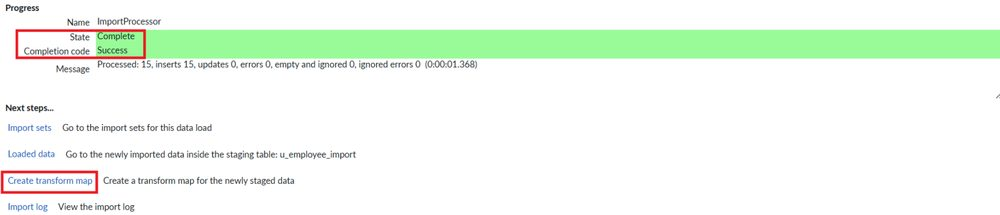 Progress
Name ImportProcessor
State Complete
Completion code Success
Message Processed: 15, inserts 15, updates 0, errors 0, empty and ignored 0, ignored errors 0 (0:00:01.368)
Next steps...
Import sets Go to the import sets for this data load
Loaded data Go to the newly imported data inside the staging table: u_employee_import
Create transform map Create a transform map for the newly staged data
Import log View the import log